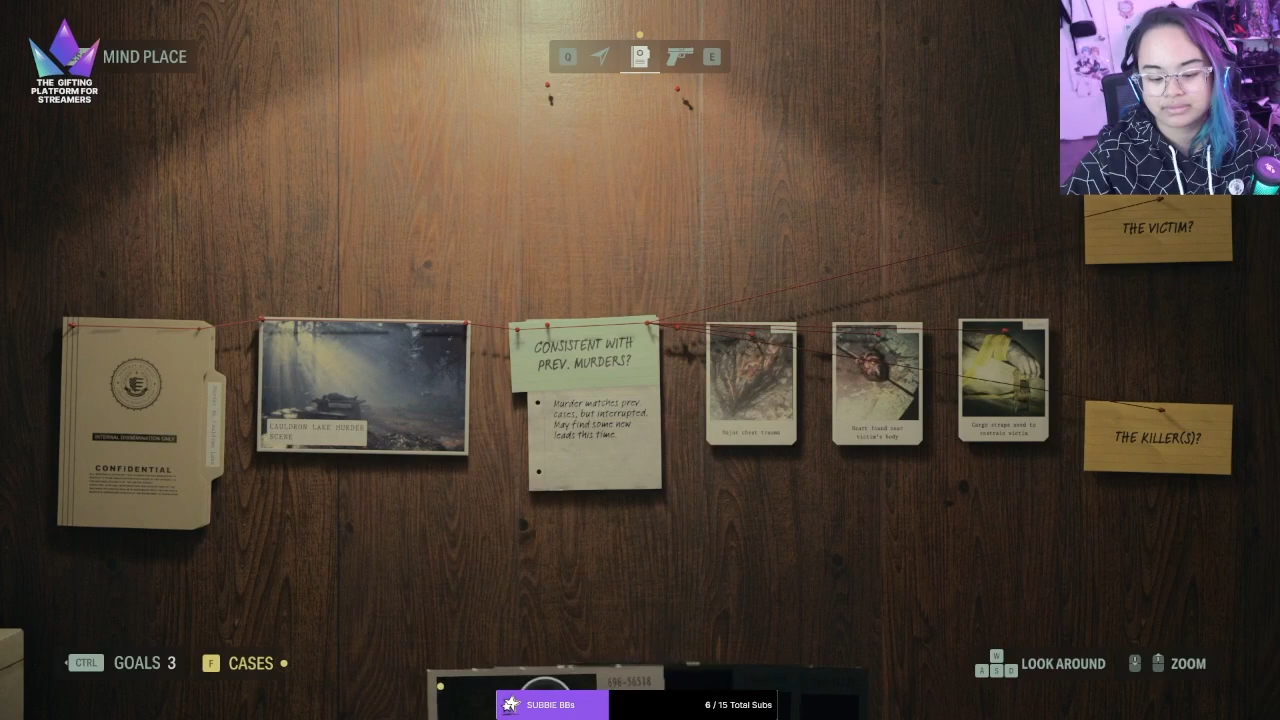 MIND PLACE
THE GIFTING
PLATFORM FOR
STREAMERS
Q
E
THE VICTIM?
CONSISTENT WITH
PREV. MURDERS?
Murder matches prev.
cases, but interrupted.
May find some new
leads this time.
CAULDRON LAKE MURDER
SCENE
INTERNAL DISSEMINATION ONLY
CONFIDENTIAL
Major chest trauma
Heart found near
victim's body
Cargo straps used to
restrain victim
THE KILLER(S)?
CTRL
GOALS 3
F
CASES
W
A S D
LOOK AROUND
ZOOM
696-56518
SUBBIE BBs
6 / 15 Total Subs